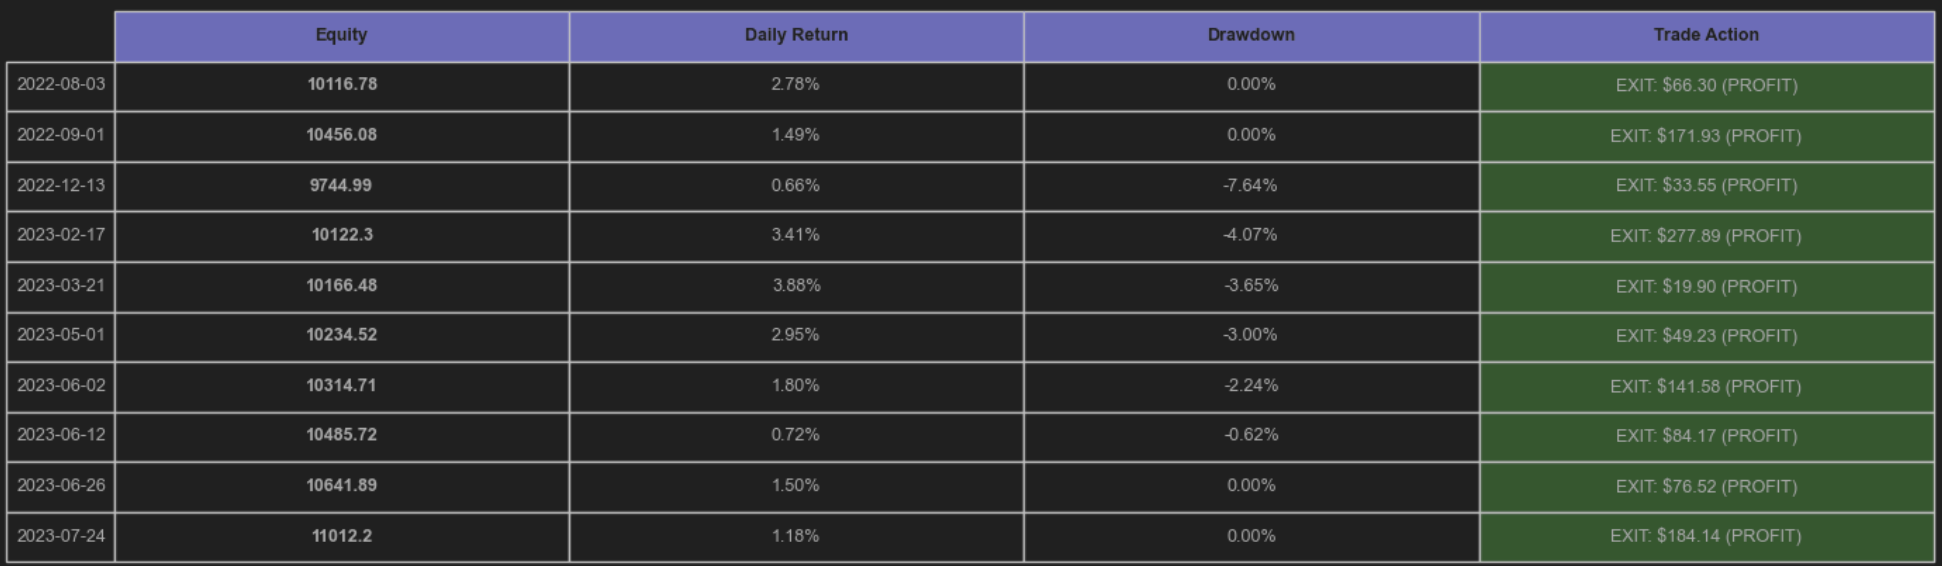 Equity Daily Return Drawdown Trade Action
2022-08-03 10116.78 2.78% 0.00% EXIT: $66.30 (PROFIT)
2022-09-01 10456.08 1.49% 0.00% EXIT: $171.93 (PROFIT)
2022-12-13 9744.99 0.66% -7.64% EXIT: $33.55 (PROFIT)
2023-02-17 10122.3 3.41% -4.07% EXIT: $277.89 (PROFIT)
2023-03-21 10166.48 3.88% -3.65% EXIT: $19.90 (PROFIT)
2023-05-01 10234.52 2.95% -3.00% EXIT: $49.23 (PROFIT)
2023-06-02 10314.71 1.80% -2.24% EXIT: $141.58 (PROFIT)
2023-06-12 10485.72 0.72% -0.62% EXIT: $84.17 (PROFIT)
2023-06-26 10641.89 1.50% 0.00% EXIT: $76.52 (PROFIT)
2023-07-24 11012.2 1.18% 0.00% EXIT: $184.14 (PROFIT)